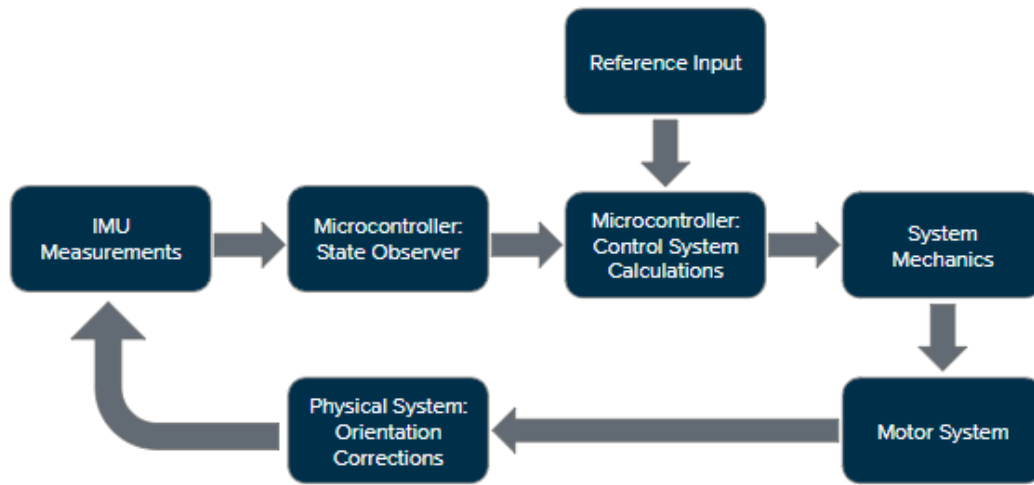 Reference Input
IMU
Measurements
Microcontroller:
State Observer
Microcontroller:
Control System
Calculations
System
Mechanics
Physical System:
Orientation
Corrections
Motor System